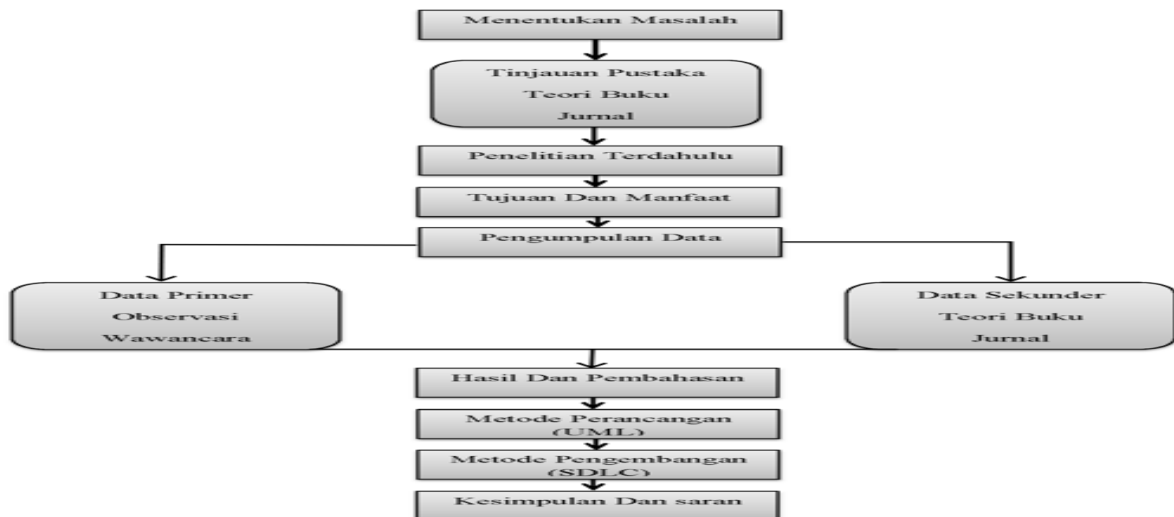 Menentukan Masalah
Tinjauan Pustaka
Teori Buku
Jurnal
Penelitian Terdahulu
Tujuan Dan Manfaat
Pengumpulan Data
Data Primer
Observasi
Wawancara
Data Sekunder
Teori Buku
Jurnal
Hasil Dan Pembahasan
Metode Perancangan
(UML)
Metode Pengembangan
(SDLC)
Kesimpulan Dan saran